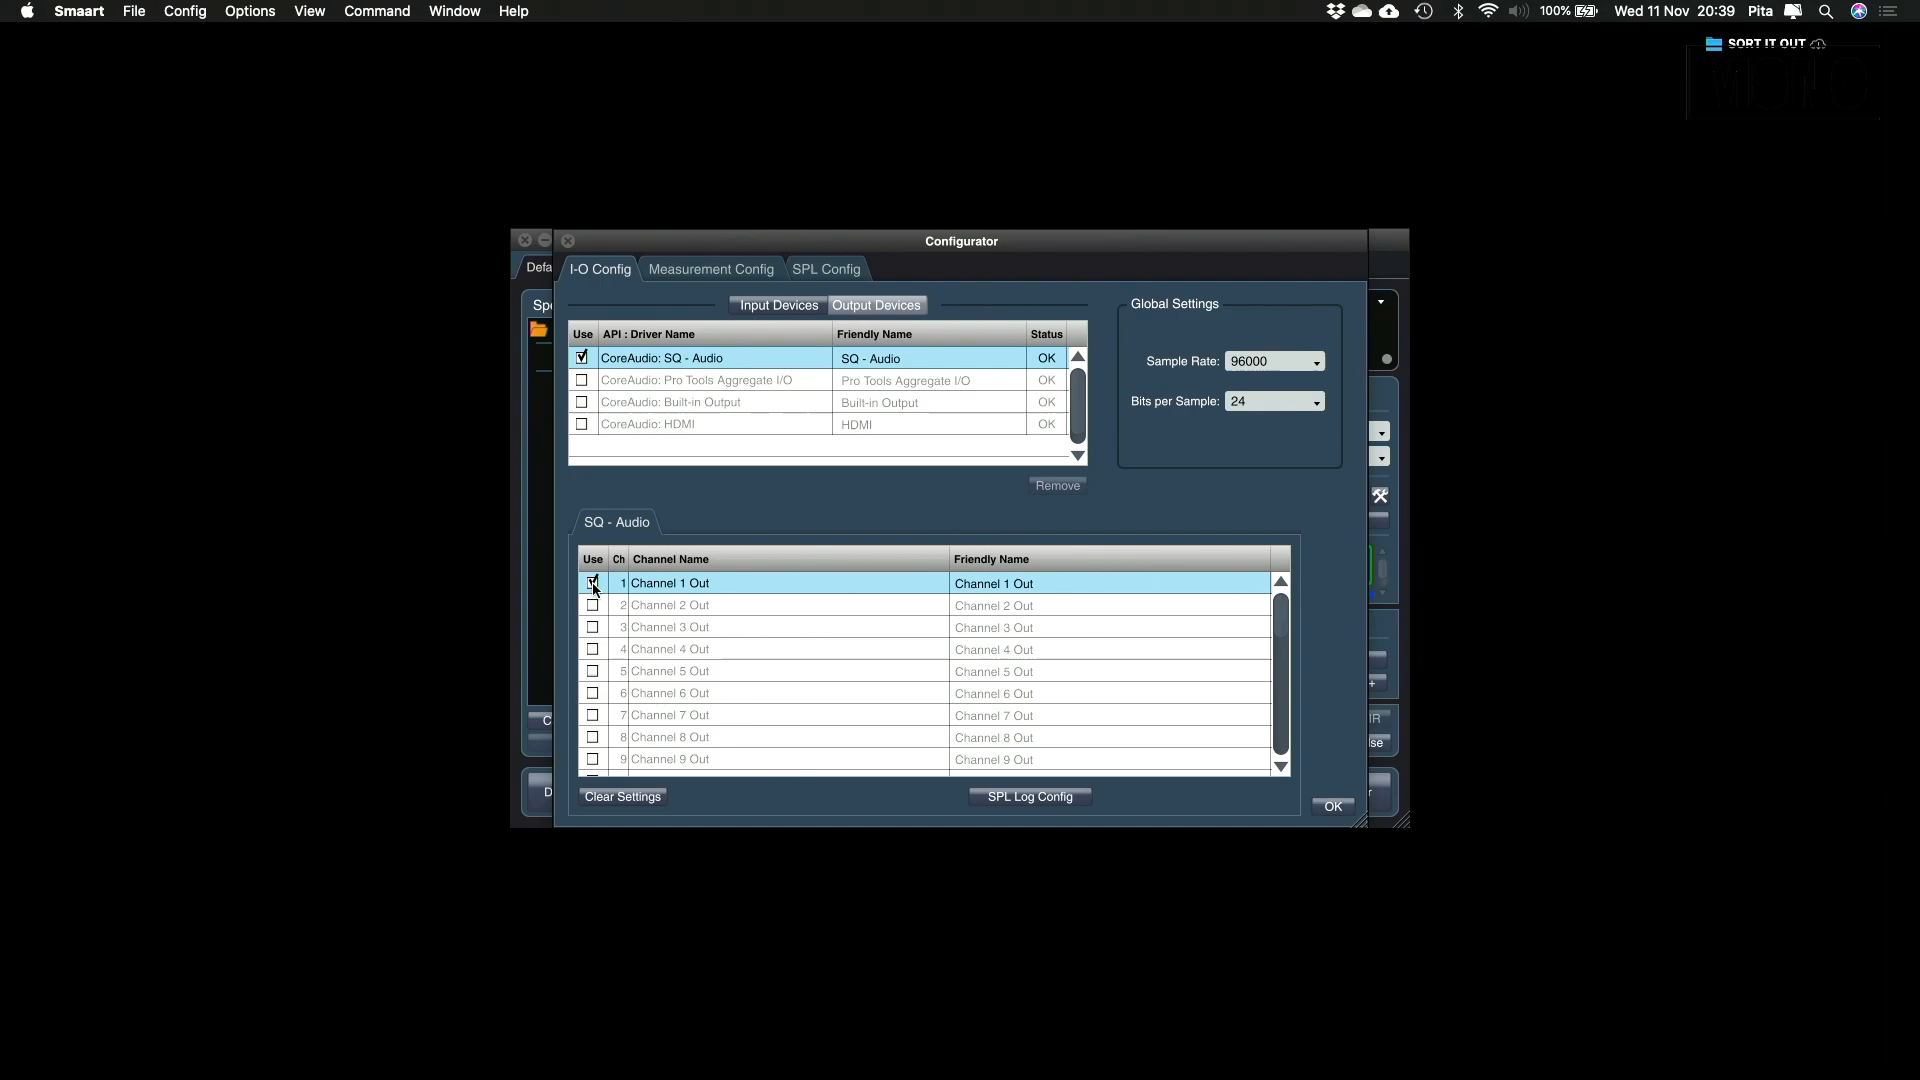 Smaart File Config Options View Command Window Help 100% Wed 11 Nov 20:39 Pita
SORT IT OUT
Configurator
Defa
I-O Config Measurement Config SPL Config
Spe
Input Devices Output Devices
Global Settings
Use API : Driver Name Friendly Name Status
CoreAudio: SQ - Audio SQ - Audio OK
CoreAudio: Pro Tools Aggregate I/O Pro Tools Aggregate I/O OK
CoreAudio: Built-in Output Built-in Output OK
CoreAudio: HDMI HDMI OK
Sample Rate: 96000
Bits per Sample: 24
Remove
SQ - Audio
Use Ch Channel Name Friendly Name
1 Channel 1 Out Channel 1 Out
2 Channel 2 Out Channel 2 Out
3 Channel 3 Out Channel 3 Out
4 Channel 4 Out Channel 4 Out
5 Channel 5 Out Channel 5 Out
6 Channel 6 Out Channel 6 Out
7 Channel 7 Out Channel 7 Out
8 Channel 8 Out Channel 8 Out
9 Channel 9 Out Channel 9 Out
Clear Settings SPL Log Config
OK